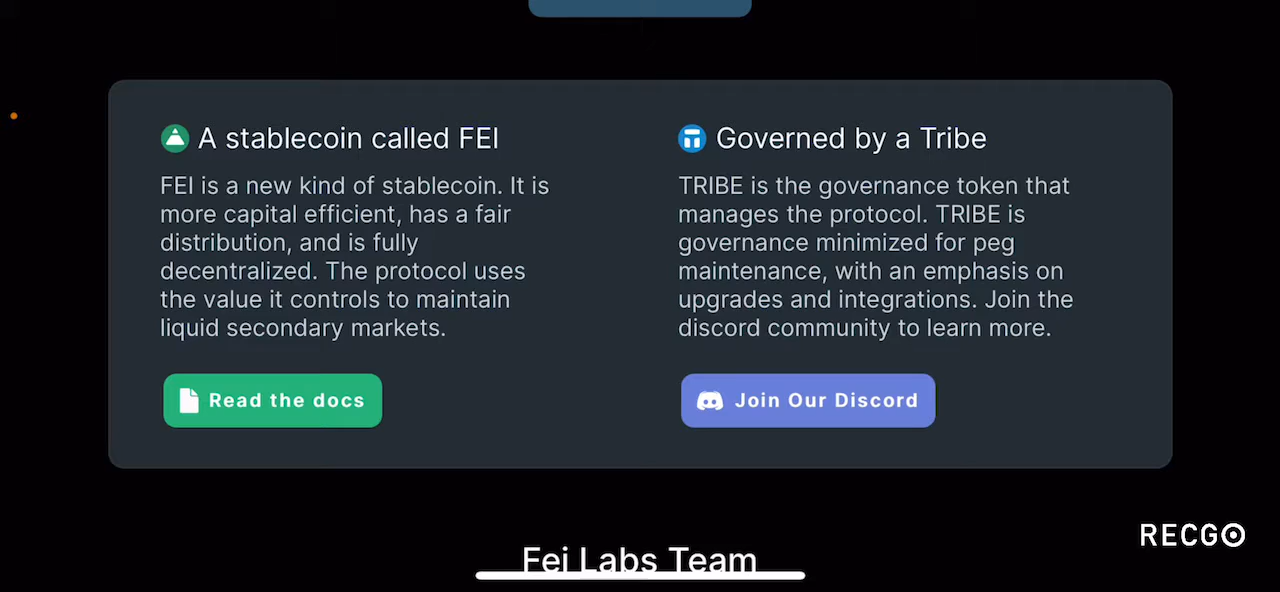 A stablecoin called FEI
FEI is a new kind of stablecoin. It is
more capital efficient, has a fair
distribution, and is fully
decentralized. The protocol uses
the value it controls to maintain
liquid secondary markets.
Read the docs
Governed by a Tribe
TRIBE is the governance token that
manages the protocol. TRIBE is
governance minimized for peg
maintenance, with an emphasis on
upgrades and integrations. Join the
discord community to learn more.
Join Our Discord
Fei Labs Team
RECGO